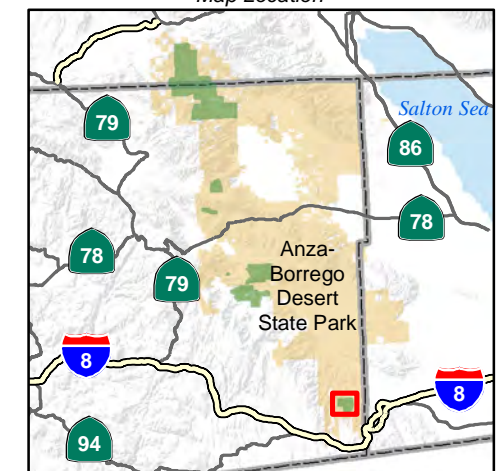 Map Location
79
Salton Sea
86
78
78
Anza-
Borrego
Desert
State Park
79
8
8
94